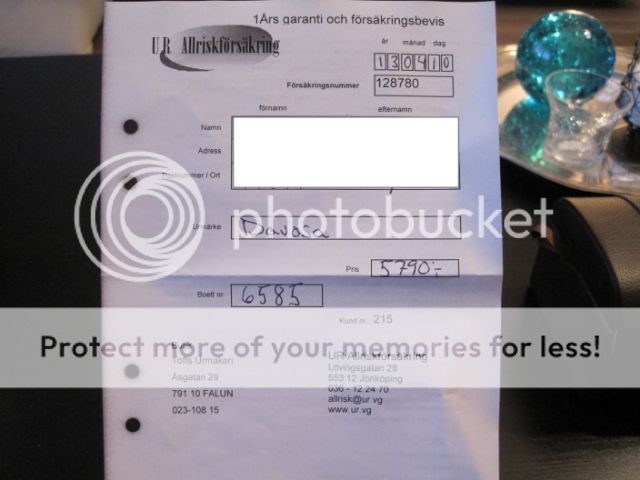 1Års garanti och försäkringsbevis
UR Allriskförsäkring
år månad dag
130410
Försäkringsnummer 128780
förnamn efternamn
Namn
Adress
Postnummer / Ort
photobucket
Urmärke Davosa
Pris 5790:-
Boett nr 6585
Kund nr 215
Protect more of your memories for less!
Butik
Tofts Urmakeri
Åsgatan 29
791 10 FALUN
023-108 15
UR Allriskförsäkring
Lövingsgatan 28
553 12 Jönköping
036 - 12 24 70
allrisk@ur.vg
www.ur.vg